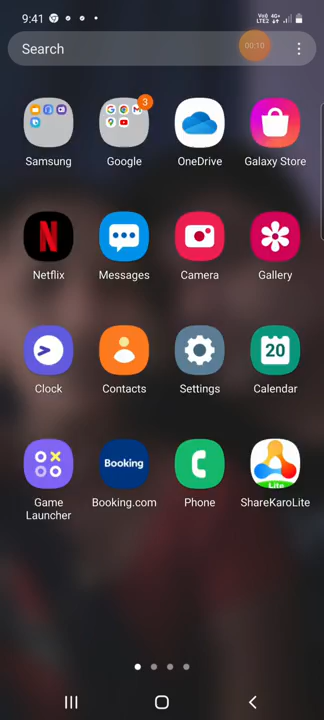 9:41
Vo)) 4G+
LTE2
Search
00:10
3
Samsung
Google
OneDrive
Galaxy Store
Netflix
Messages
Camera
Gallery
20
Clock
Contacts
Settings
Calendar
Booking
Lite
Game
Launcher
Booking.com
Phone
ShareKaroLite